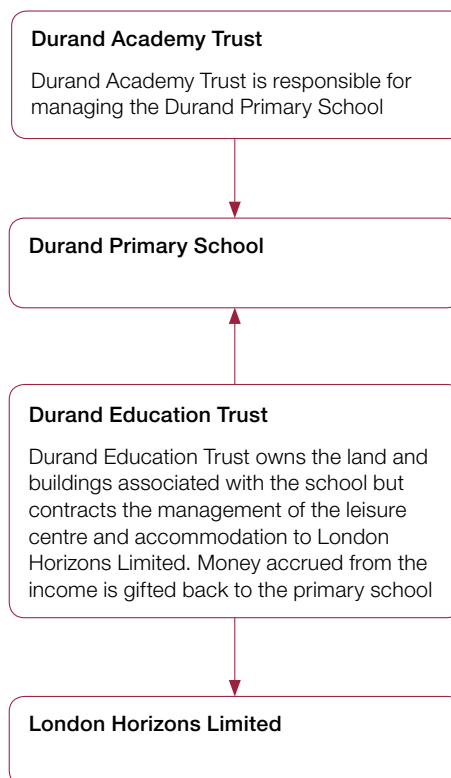 Durand Academy Trust
Durand Academy Trust is responsible for
managing the Durand Primary School
Durand Primary School
Durand Education Trust
Durand Education Trust owns the land and
buildings associated with the school but
contracts the management of the leisure
centre and accommodation to London
Horizons Limited. Money accrued from the
income is gifted back to the primary school
London Horizons Limited